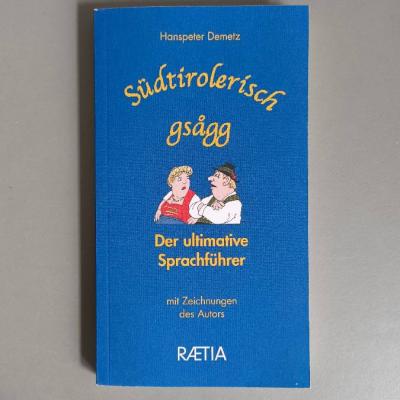 Hanspeter Demetz
Südtirolerisch
gsågg
Der ultimative
Sprachführer
mit Zeichnungen
des Autors
RÆTIA